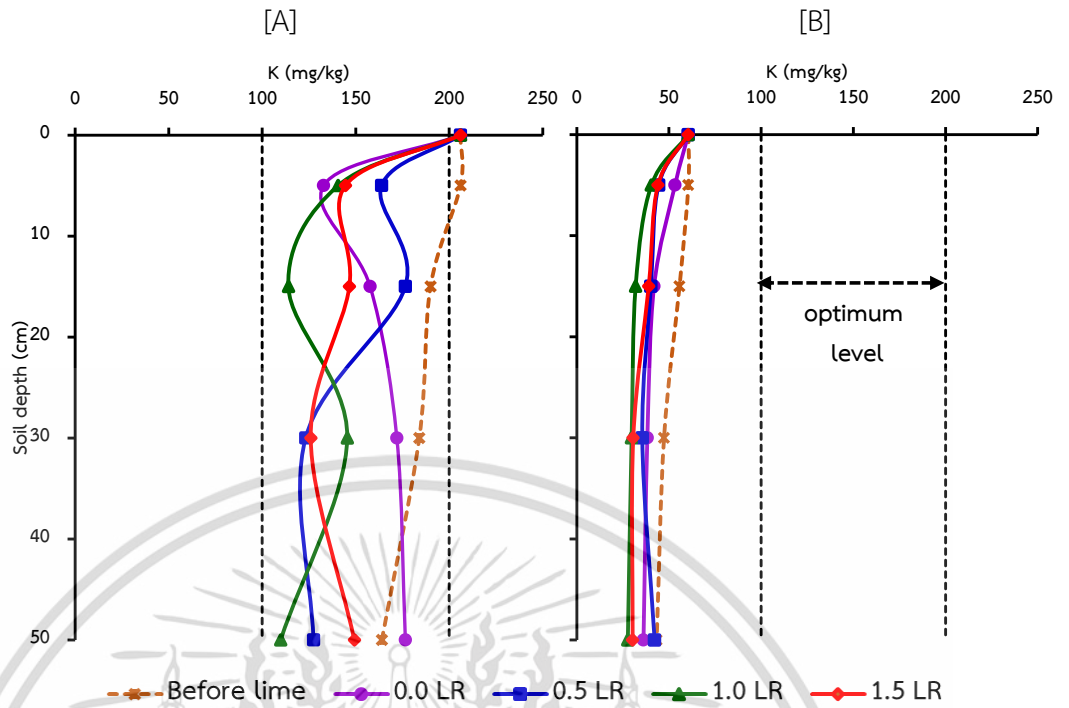 [A] [B]
K (mg/kg) K (mg/kg)
0 50 100 150 200 250 0 50 100 150 200 250
0
10
optimum
20
level
Soil depth (cm)
30
40
50
Before lime 0.0 LR 0.5 LR 1.0 LR 1.5 LR